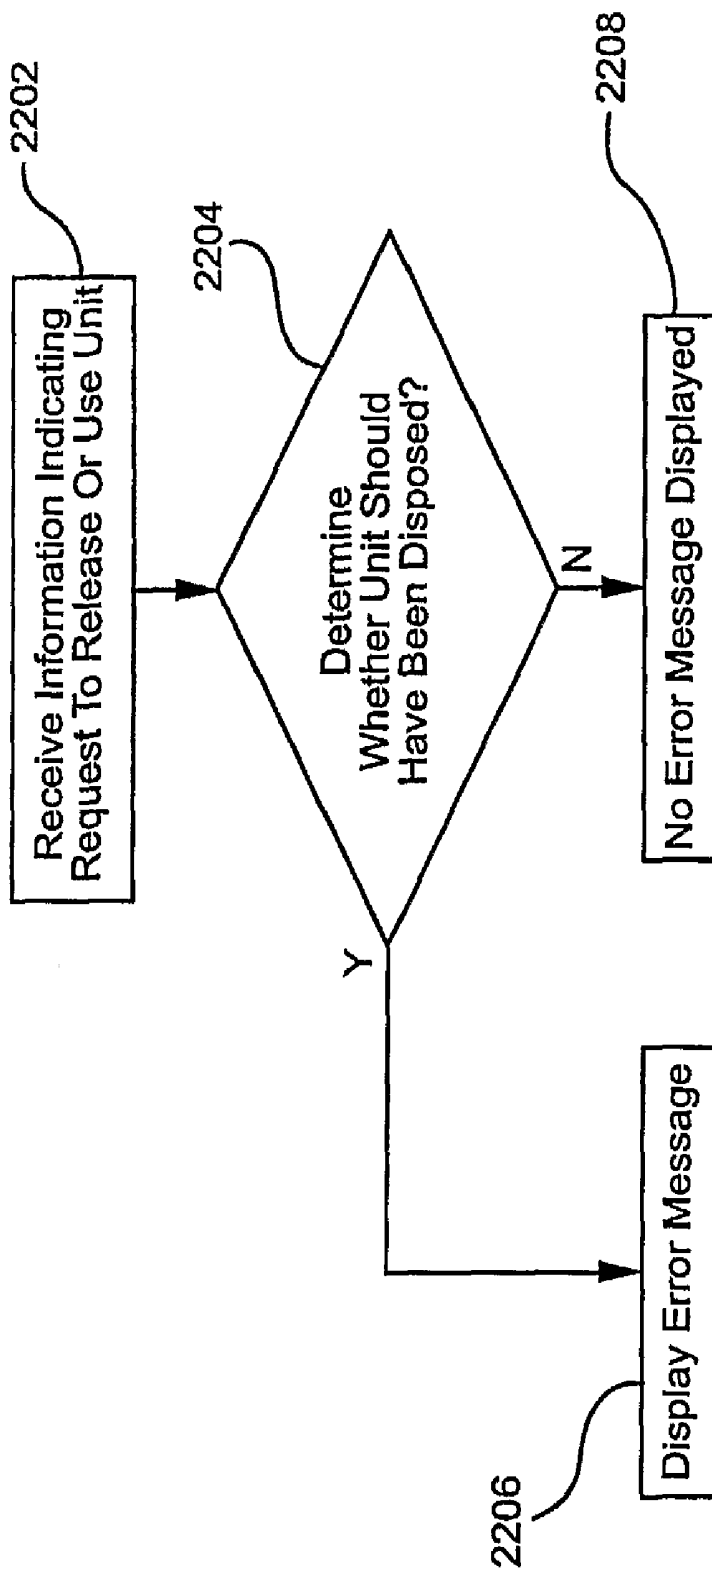 Receive Information Indicating
Request To Release Or Use Unit
2202
2204
Determine
Whether Unit Should
Have Been Disposed?
Y
N
2206
Display Error Message
No Error Message Displayed
2208